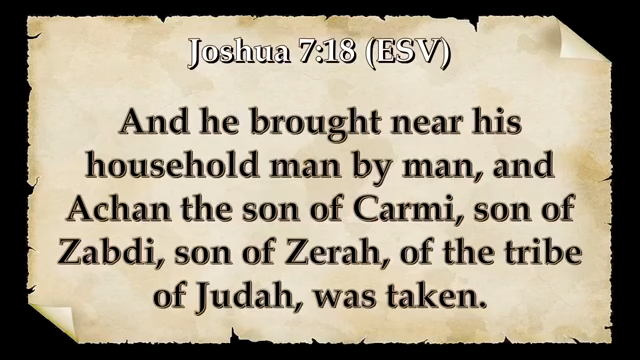 Joshua 7:18 (ESV)
And he brought near his
household man by man, and
Achan the son of Carmi, son of
Zabdi, son of Zerah, of the tribe
of Judah, was taken.